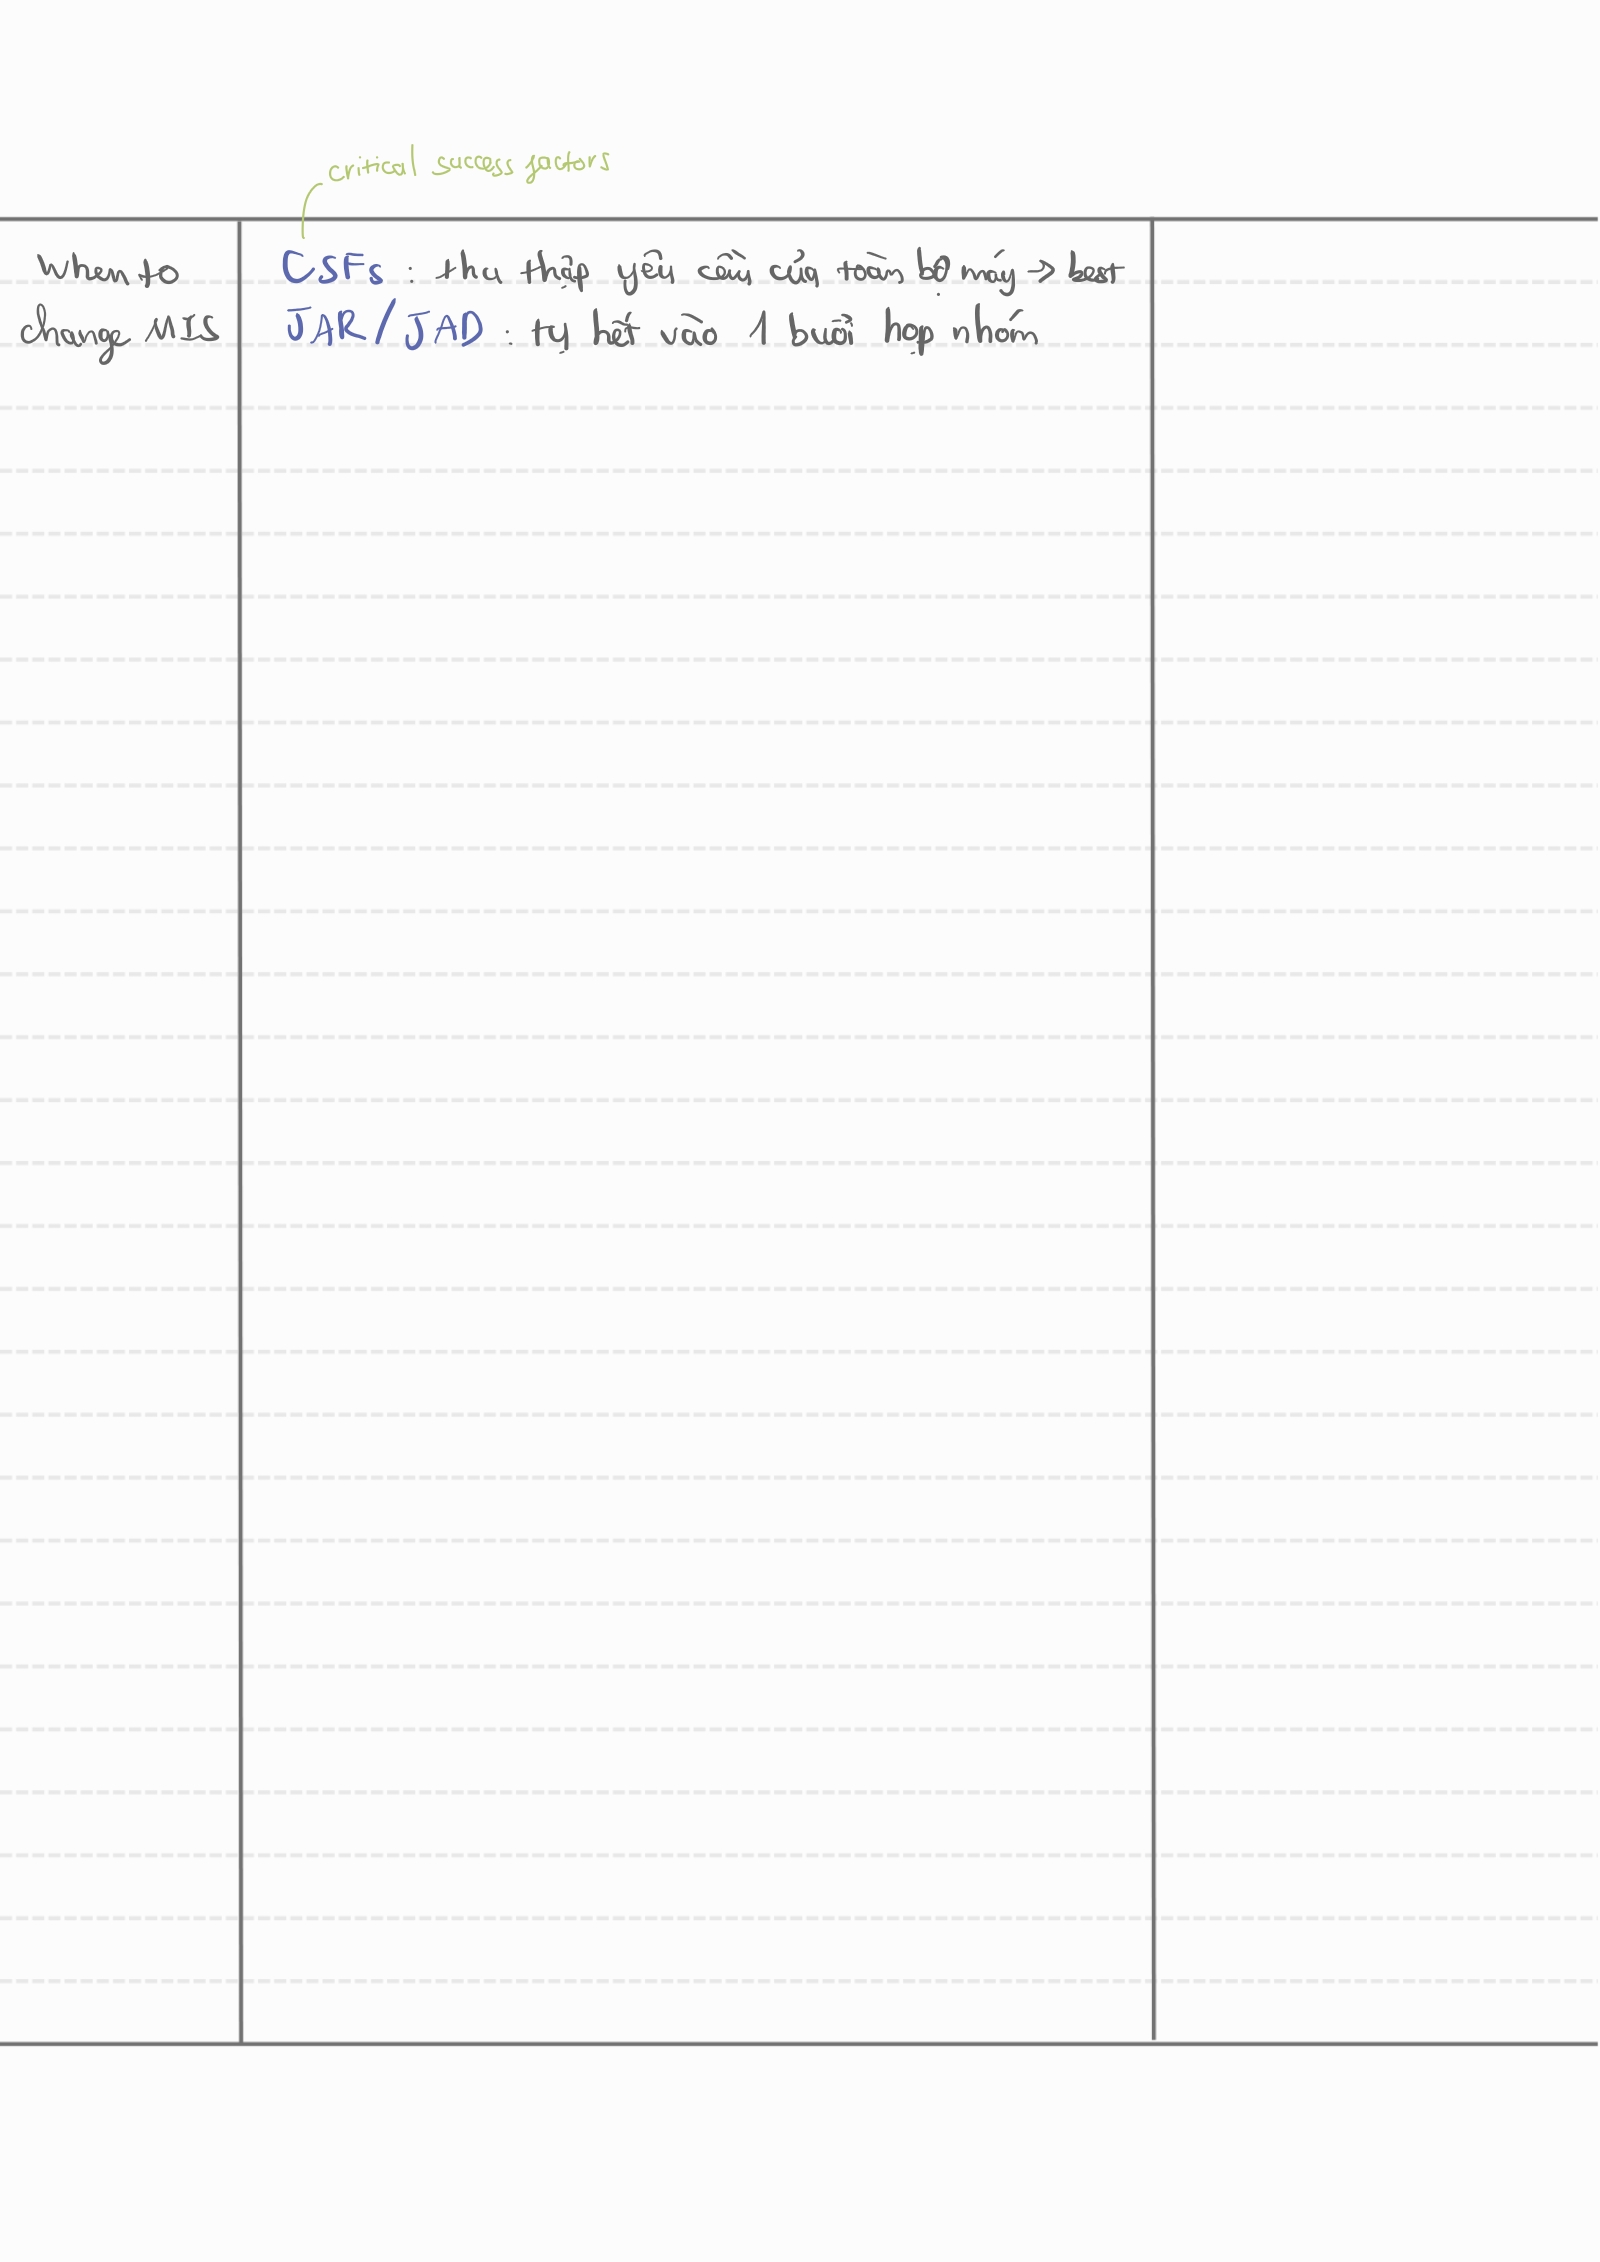 critical success factors
When to
change MIS
CSFs : thu thập yêu cầu của toàn bộ máy → best
JAR / JAD : tụ hết vào 1 buổi họp nhóm